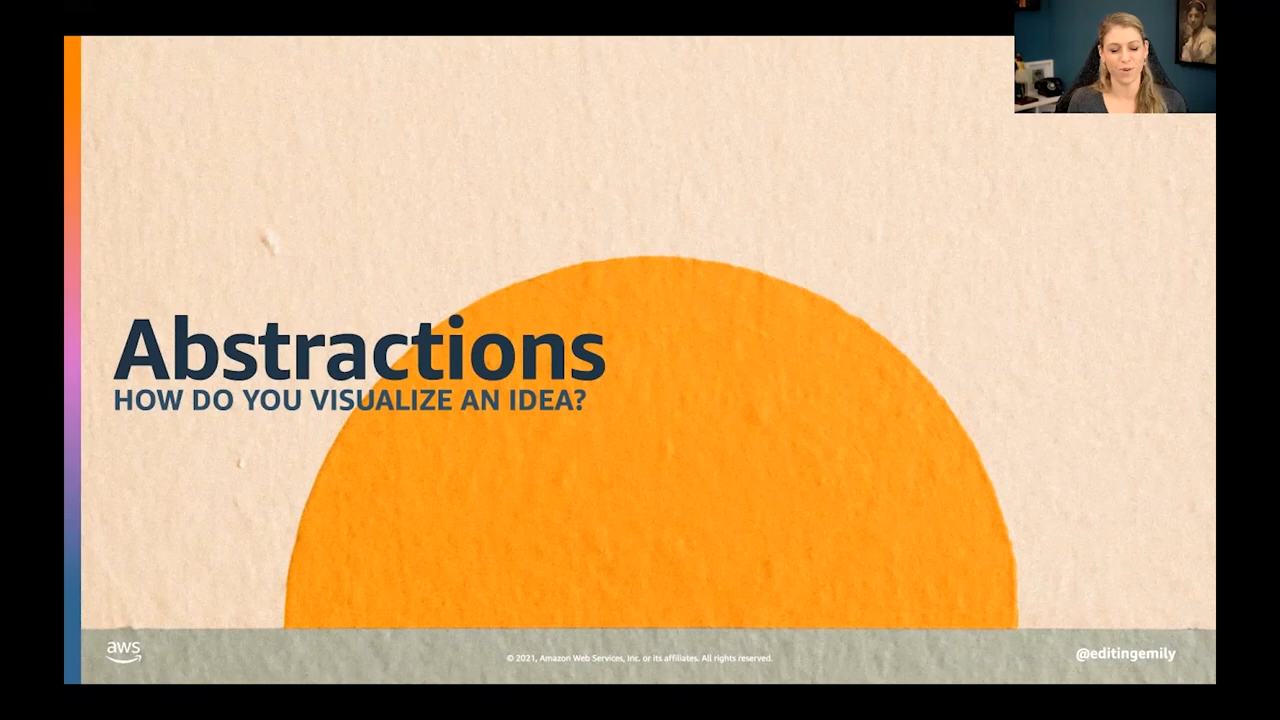 Abstractions
HOW DO YOU VISUALIZE AN IDEA?
aws
© 2021, Amazon Web Services, Inc. or its affiliates. All rights reserved.
@editingemily